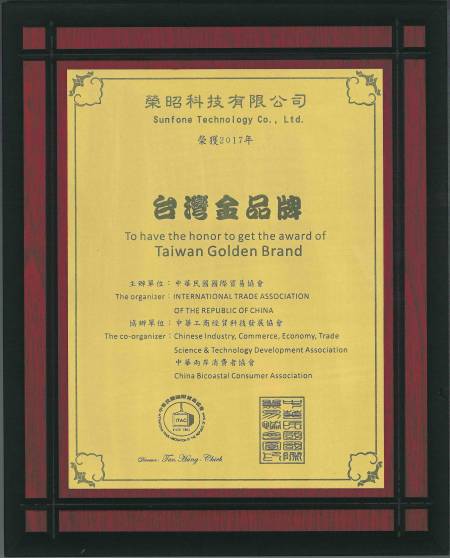 榮昭科技有限公司
Sunfone Technology Co., Ltd.
榮獲2017年
台灣金品牌
To have the honor to get the award of
Taiwan Golden Brand
主辦單位：中華民國國際貿易協會
The organizer：INTERNATIONAL TRADE ASSOCIATION
OF THE REPUBLIC OF CHINA
協辦單位：中華工商經貿科技發展協會
The co-organizer：Chinese Industry, Commerce, Economy, Trade
Science & Technology Development Association
中華兩岸消費者協會
China Bicoastal Consumer Association
ITAC